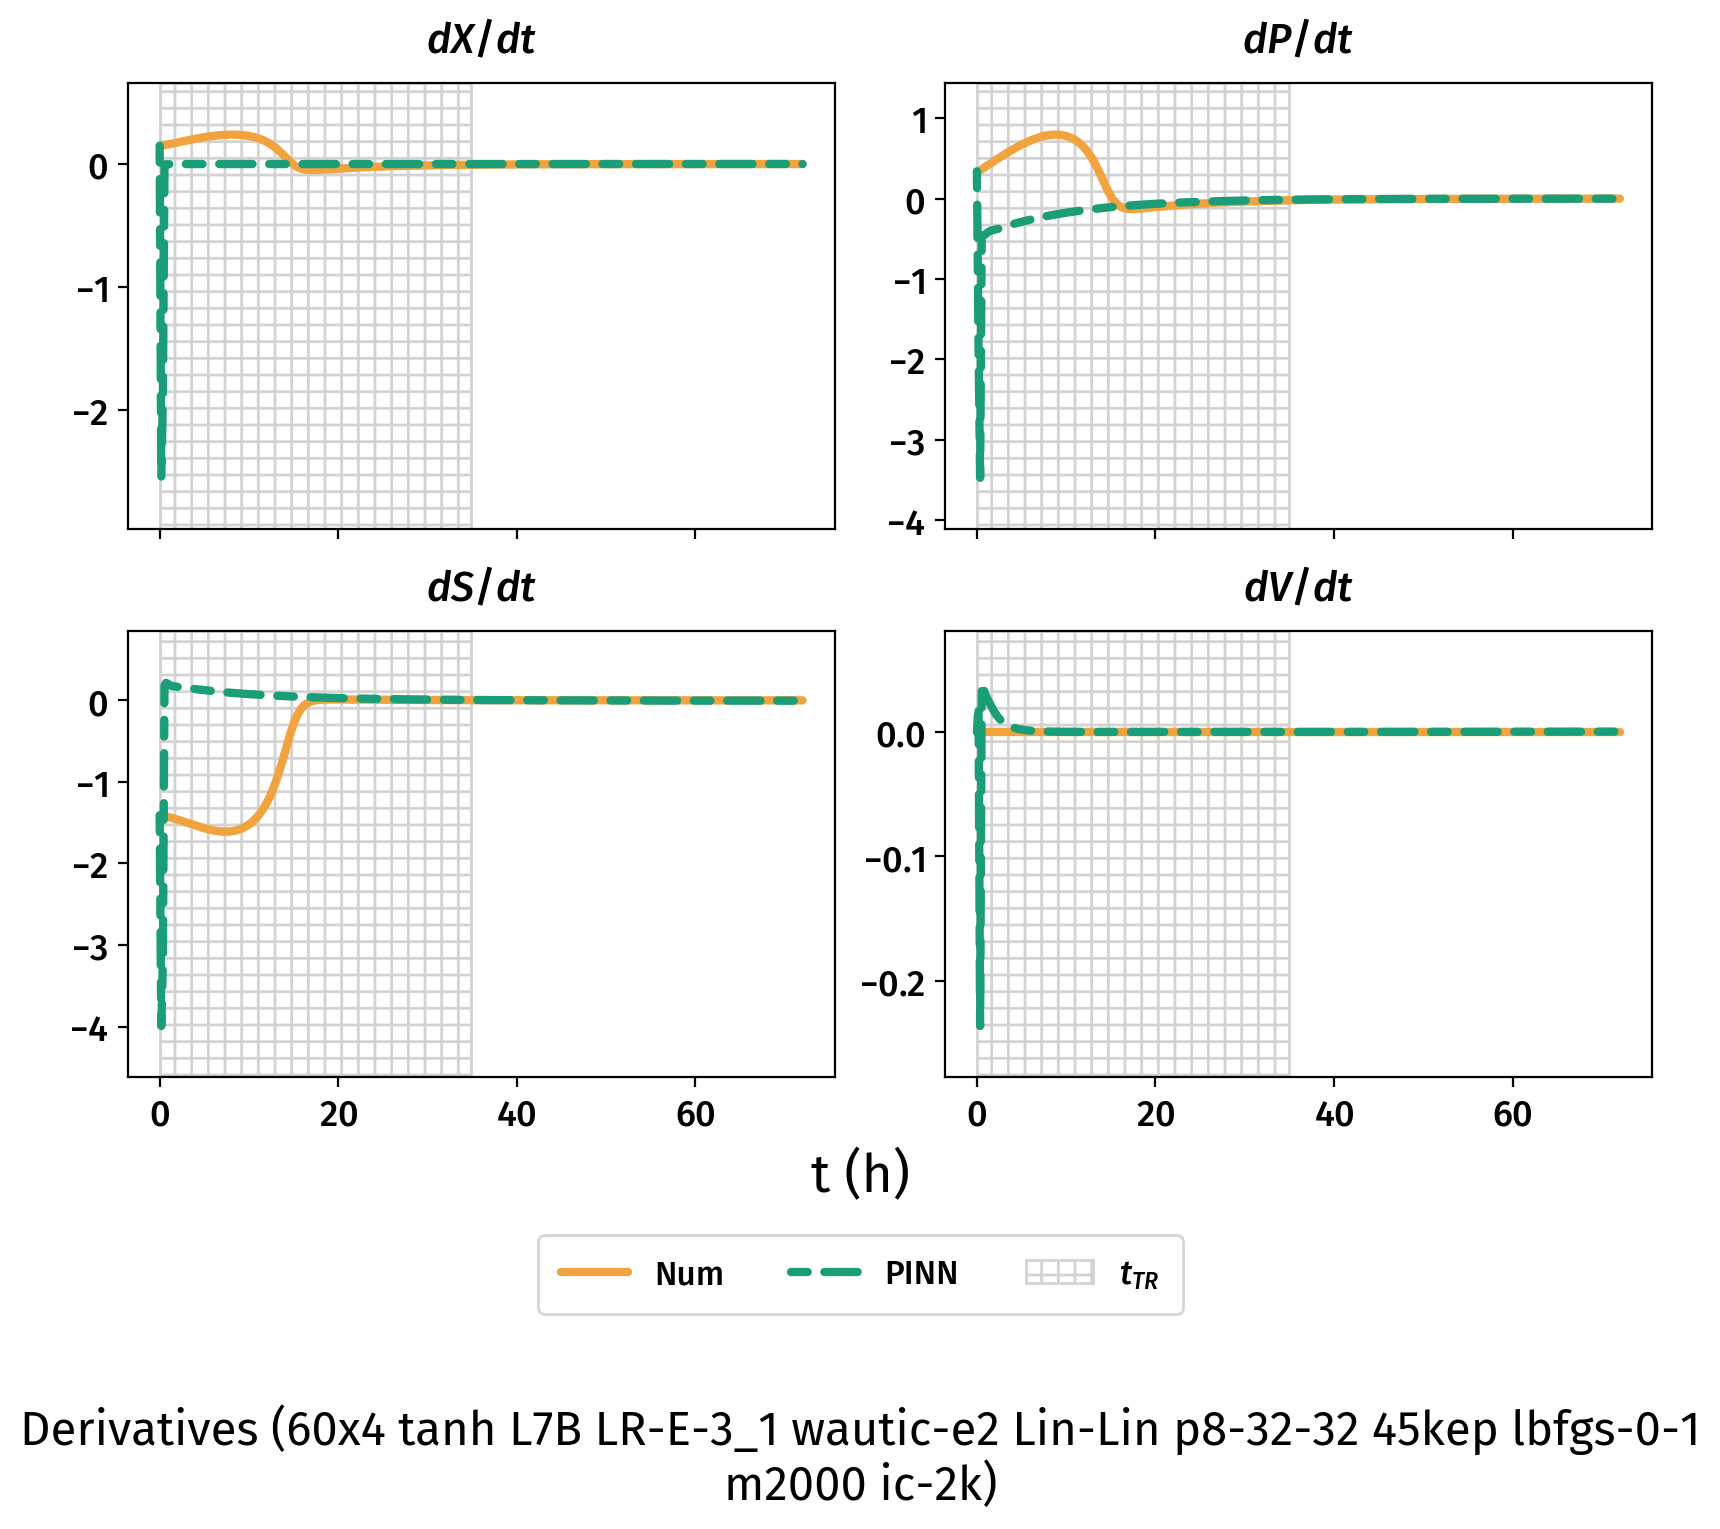 dX/dt
dP/dt
0
−1
−2
1
0
−1
−2
−3
−4
dS/dt
dV/dt
0
−1
−2
−3
−4
0.0
−0.1
−0.2
0 20 40 60
0 20 40 60
t (h)
Num PINN tTR
Derivatives (60x4 tanh L7B LR-E-3_1 wautic-e2 Lin-Lin p8-32-32 45kep lbfgs-0-1
m2000 ic-2k)